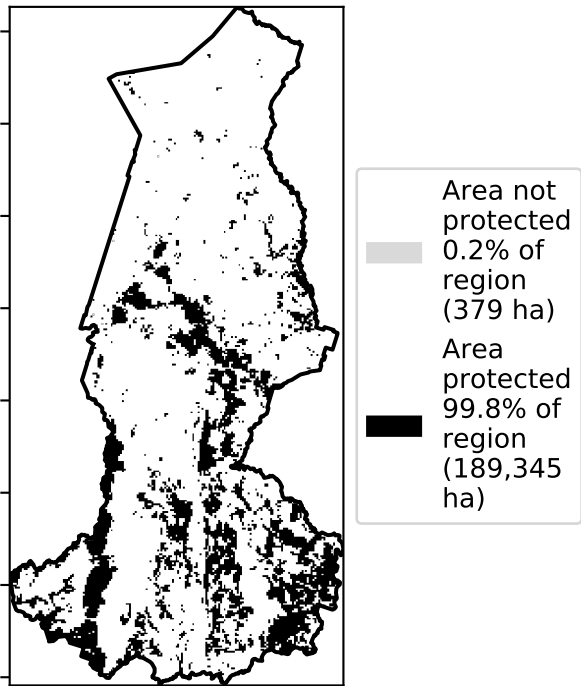 Area not
protected
0.2% of
region
(379 ha)
Area
protected
99.8% of
region
(189,345
ha)